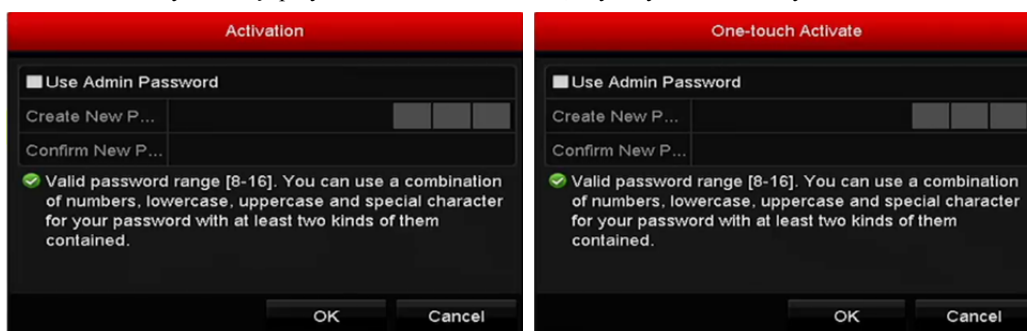 Activation
Use Admin Password
Create New P...
Confirm New P...
Valid password range [8-16]. You can use a combination
of numbers, lowercase, uppercase and special character
for your password with at least two kinds of them
contained.
OK
Cancel
One-touch Activate
Use Admin Password
Create New P...
Confirm New P...
Valid password range [8-16]. You can use a combination
of numbers, lowercase, uppercase and special character
for your password with at least two kinds of them
contained.
OK
Cancel